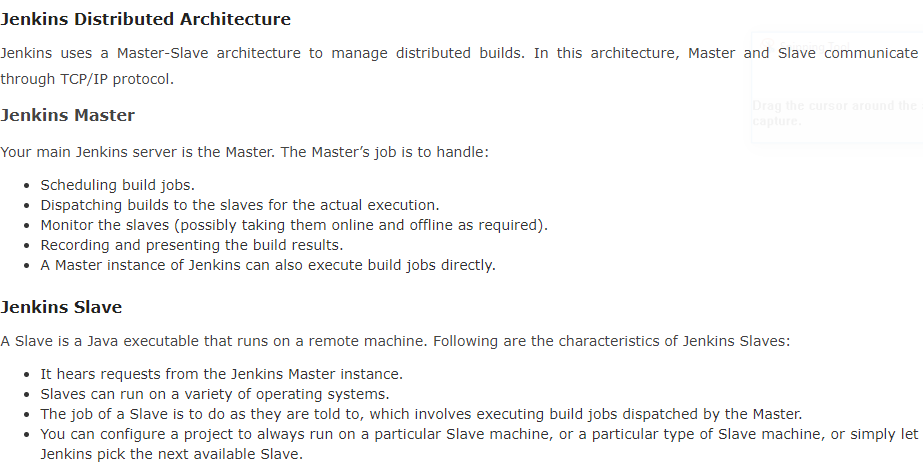 Jenkins Distributed Architecture
Jenkins uses a Master-Slave architecture to manage distributed builds. In this architecture, Master and Slave communicate
through TCP/IP protocol.
Drag the cursor around the
capture.
Jenkins Master
Your main Jenkins server is the Master. The Master’s job is to handle:
• Scheduling build jobs.
• Dispatching builds to the slaves for the actual execution.
• Monitor the slaves (possibly taking them online and offline as required).
• Recording and presenting the build results.
• A Master instance of Jenkins can also execute build jobs directly.
Jenkins Slave
A Slave is a Java executable that runs on a remote machine. Following are the characteristics of Jenkins Slaves:
• It hears requests from the Jenkins Master instance.
• Slaves can run on a variety of operating systems.
• The job of a Slave is to do as they are told to, which involves executing build jobs dispatched by the Master.
• You can configure a project to always run on a particular Slave machine, or a particular type of Slave machine, or simply let
Jenkins pick the next available Slave.